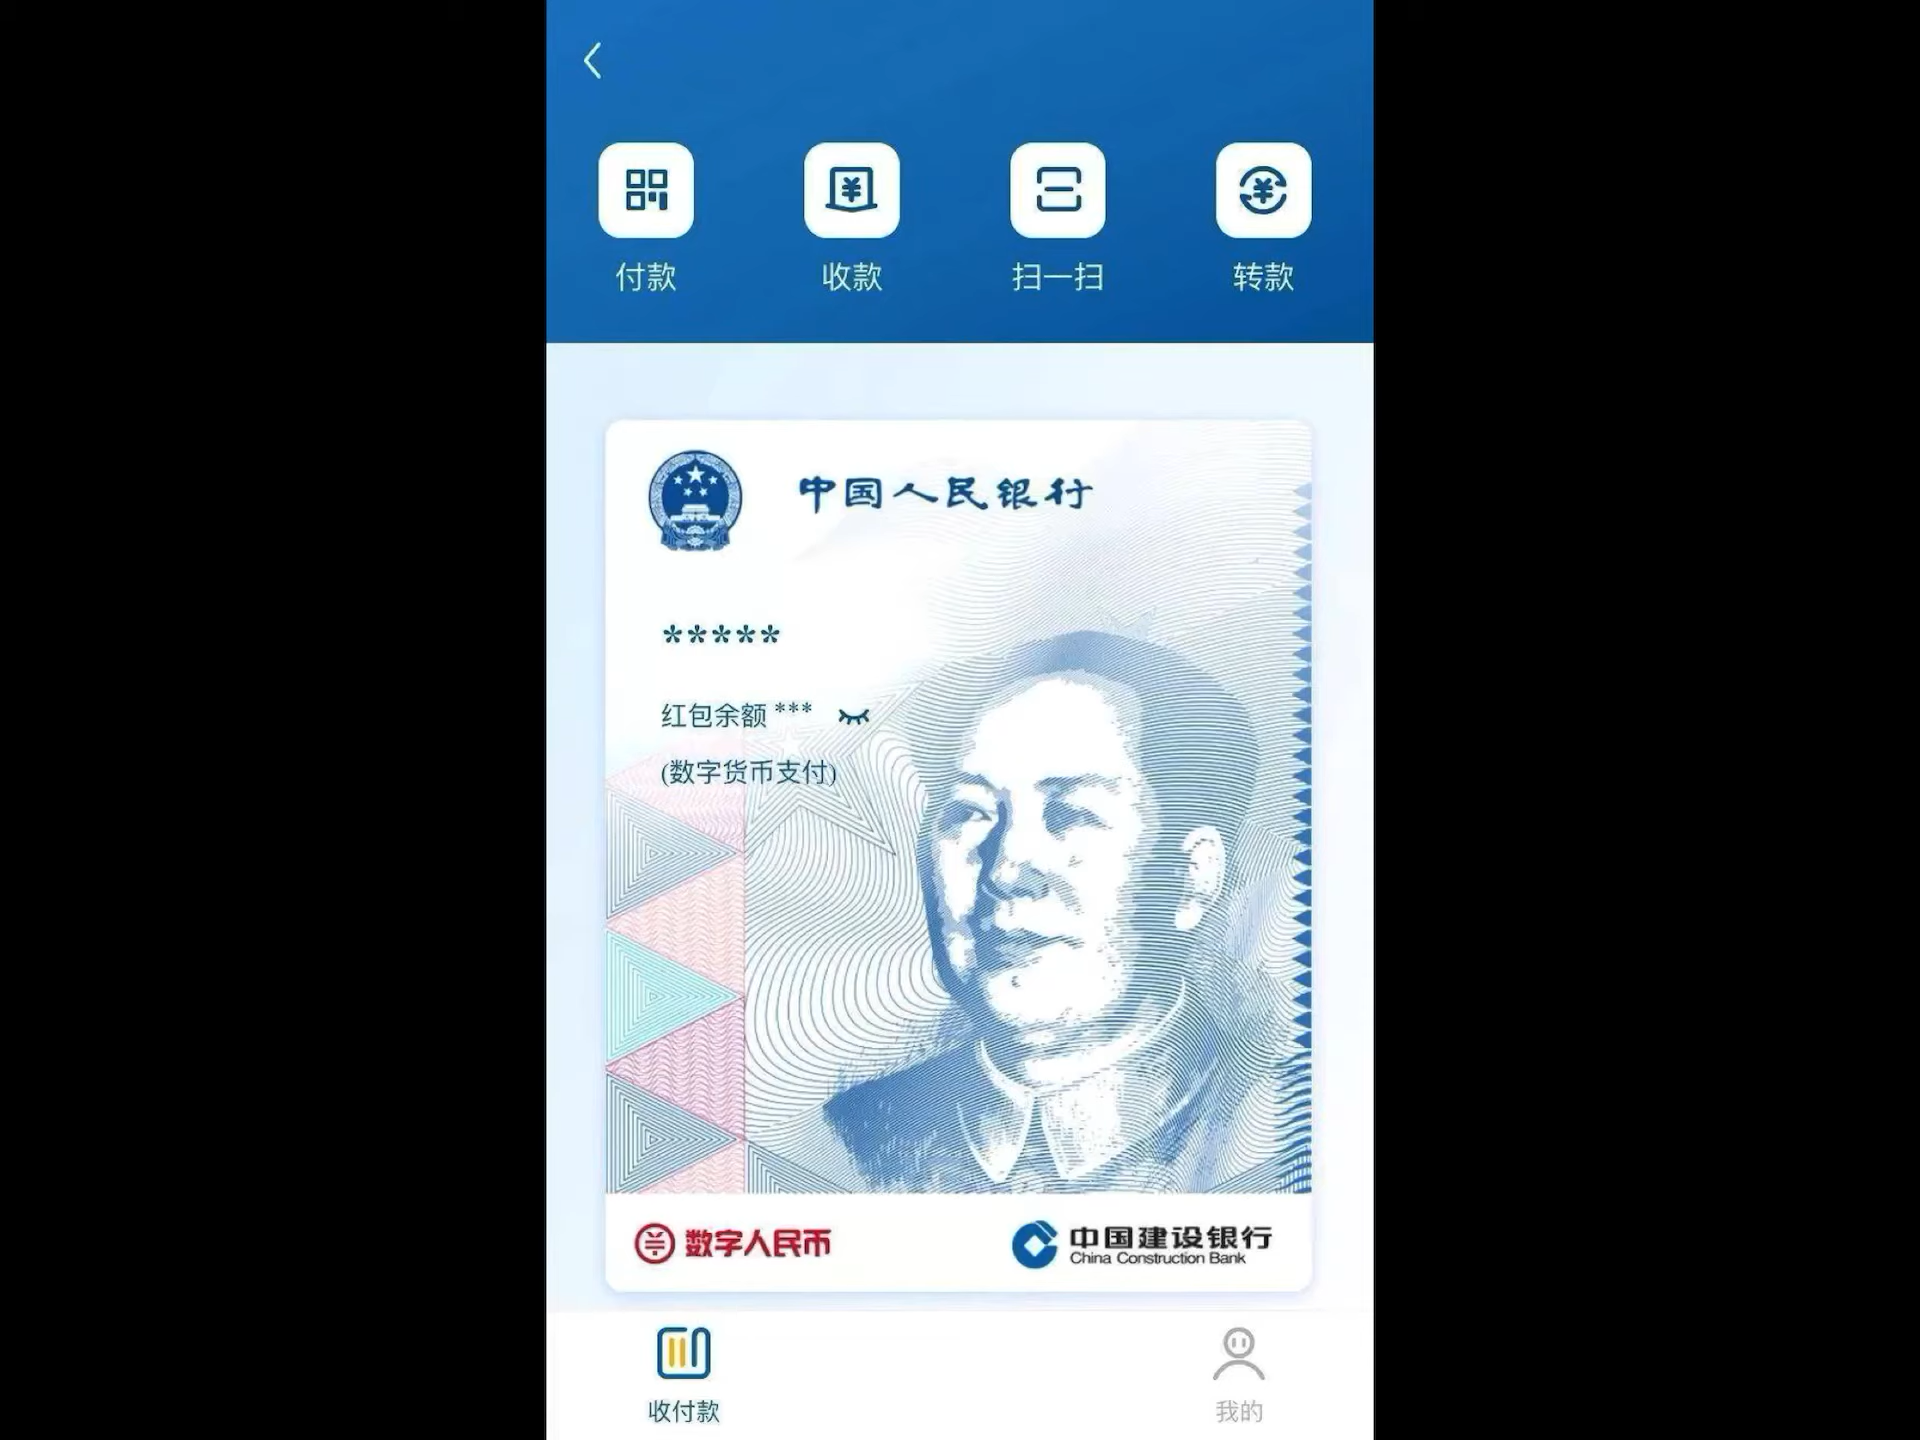 付款 收款 扫一扫 转款
中国人民银行
*****
红包余额 ***
(数字货币支付)
数字人民币
中国建设银行
China Construction Bank
收付款 我的